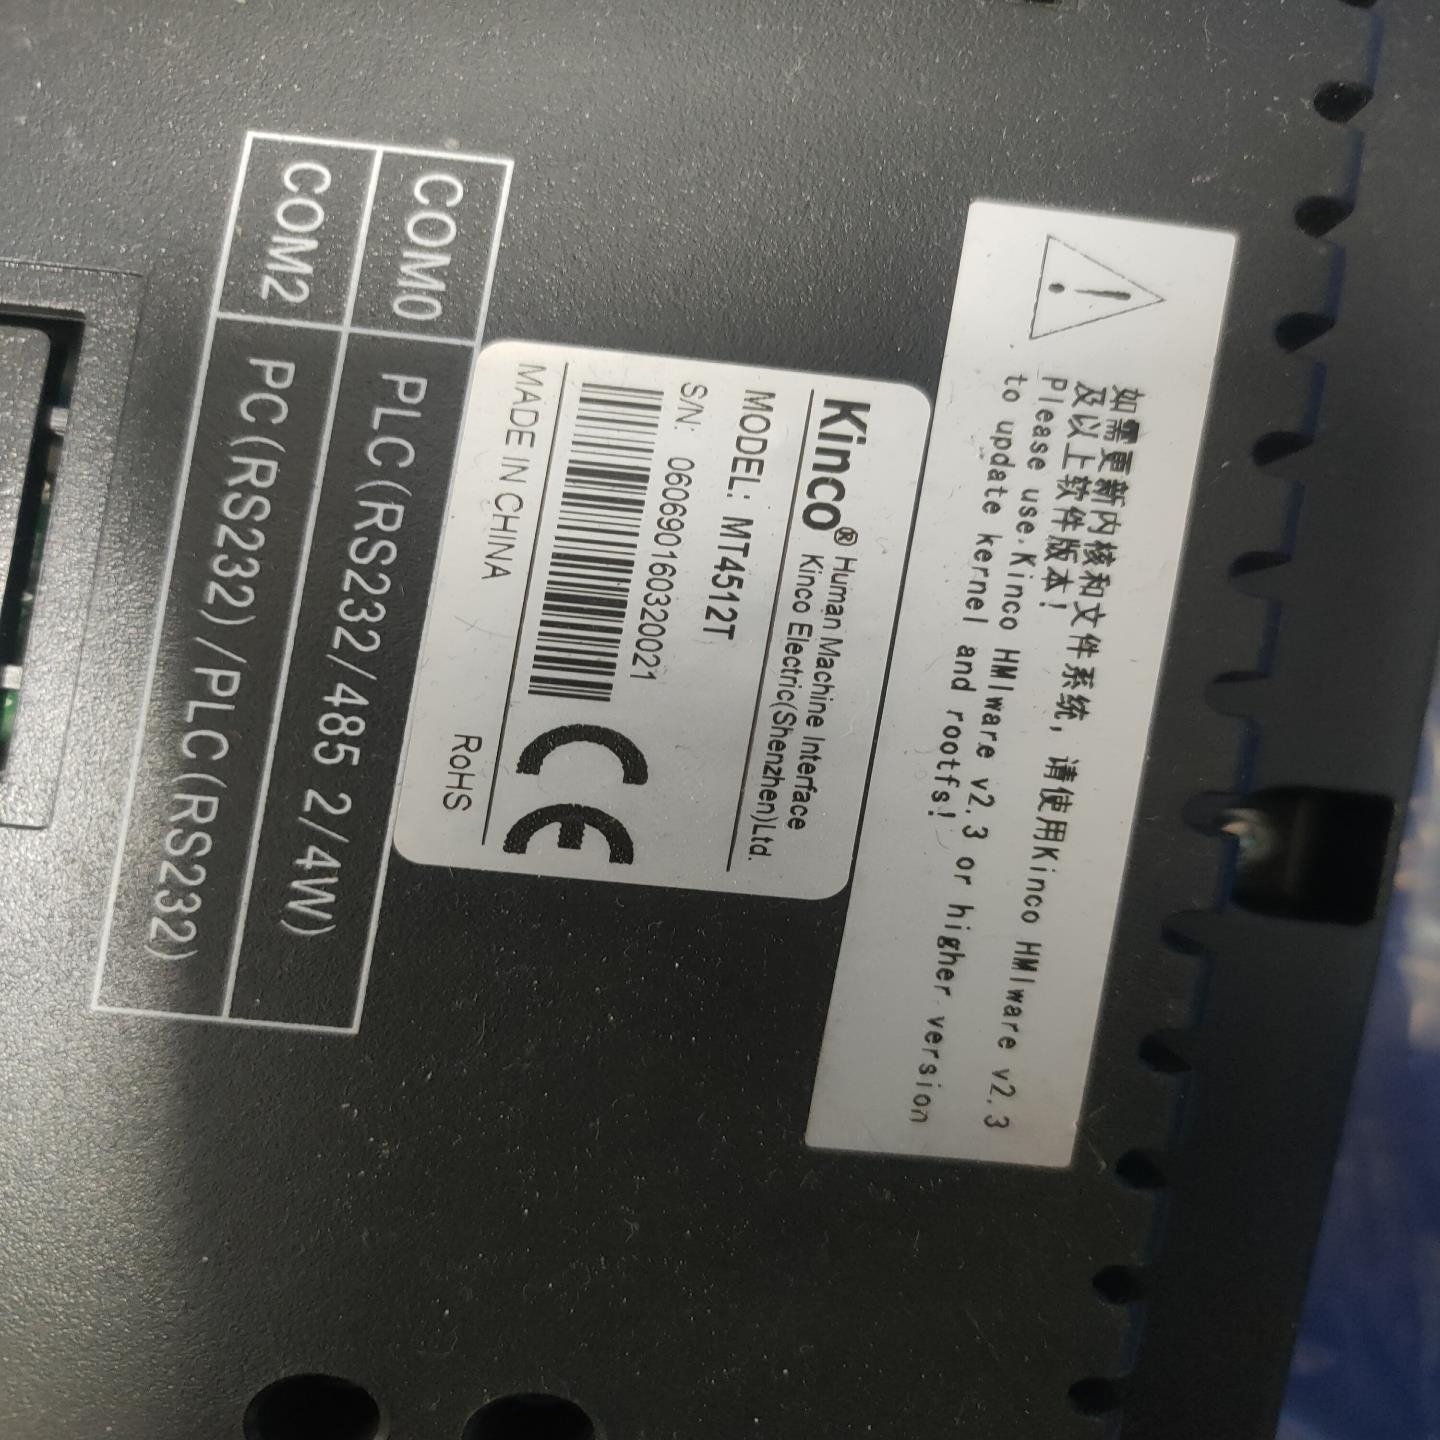 如需更新内核和文件系统，请使用Kinco HMIware v2.3
及以上软件版本！
Please use Kinco HMIware v2.3 or higher version
to update kernel and rootfs!
Kinco® Human Machine Interface
Kinco Electric(Shenzhen)Ltd.
MODEL: MT4512T
S/N: 0606901603200​21
CE
MADE IN CHINA RoHS
COM0 PLC(RS232/485 2/4W)
COM2 PC(RS232)/PLC(RS232)